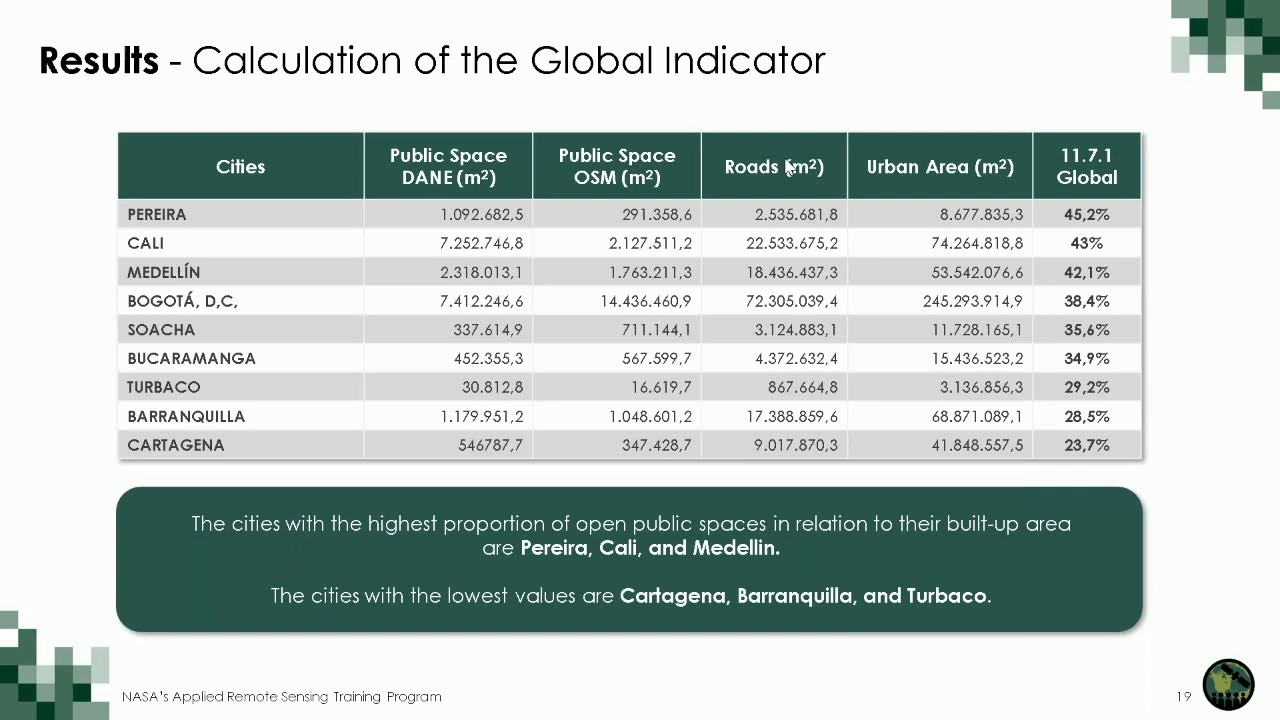 Results - Calculation of the Global Indicator
Cities Public Space DANE (m²) Public Space OSM (m²) Roads (m²) Urban Area (m²) 11.7.1 Global
PEREIRA 1.092.682,5 291.358,6 2.535.681,8 8.677.835,3 45,2%
CALI 7.252.746,8 2.127.511,2 22.533.675,2 74.264.818,8 43%
MEDELLÍN 2.318.013,1 1.763.211,3 18.436.437,3 53.542.076,6 42,1%
BOGOTÁ, D,C, 7.412.246,6 14.436.460,9 72.305.039,4 245.293.914,9 38,4%
SOACHA 337.614,9 711.144,1 3.124.883,1 11.728.165,1 35,6%
BUCARAMANGA 452.355,3 567.599,7 4.372.632,4 15.436.523,2 34,9%
TURBACO 30.812,8 16.619,7 867.664,8 3.136.856,3 29,2%
BARRANQUILLA 1.179.951,2 1.048.601,2 17.388.859,6 68.871.089,1 28,5%
CARTAGENA 546787,7 347.428,7 9.017.870,3 41.848.557,5 23,7%
The cities with the highest proportion of open public spaces in relation to their built-up area
are Pereira, Cali, and Medellin.
The cities with the lowest values are Cartagena, Barranquilla, and Turbaco.
NASA's Applied Remote Sensing Training Program
19